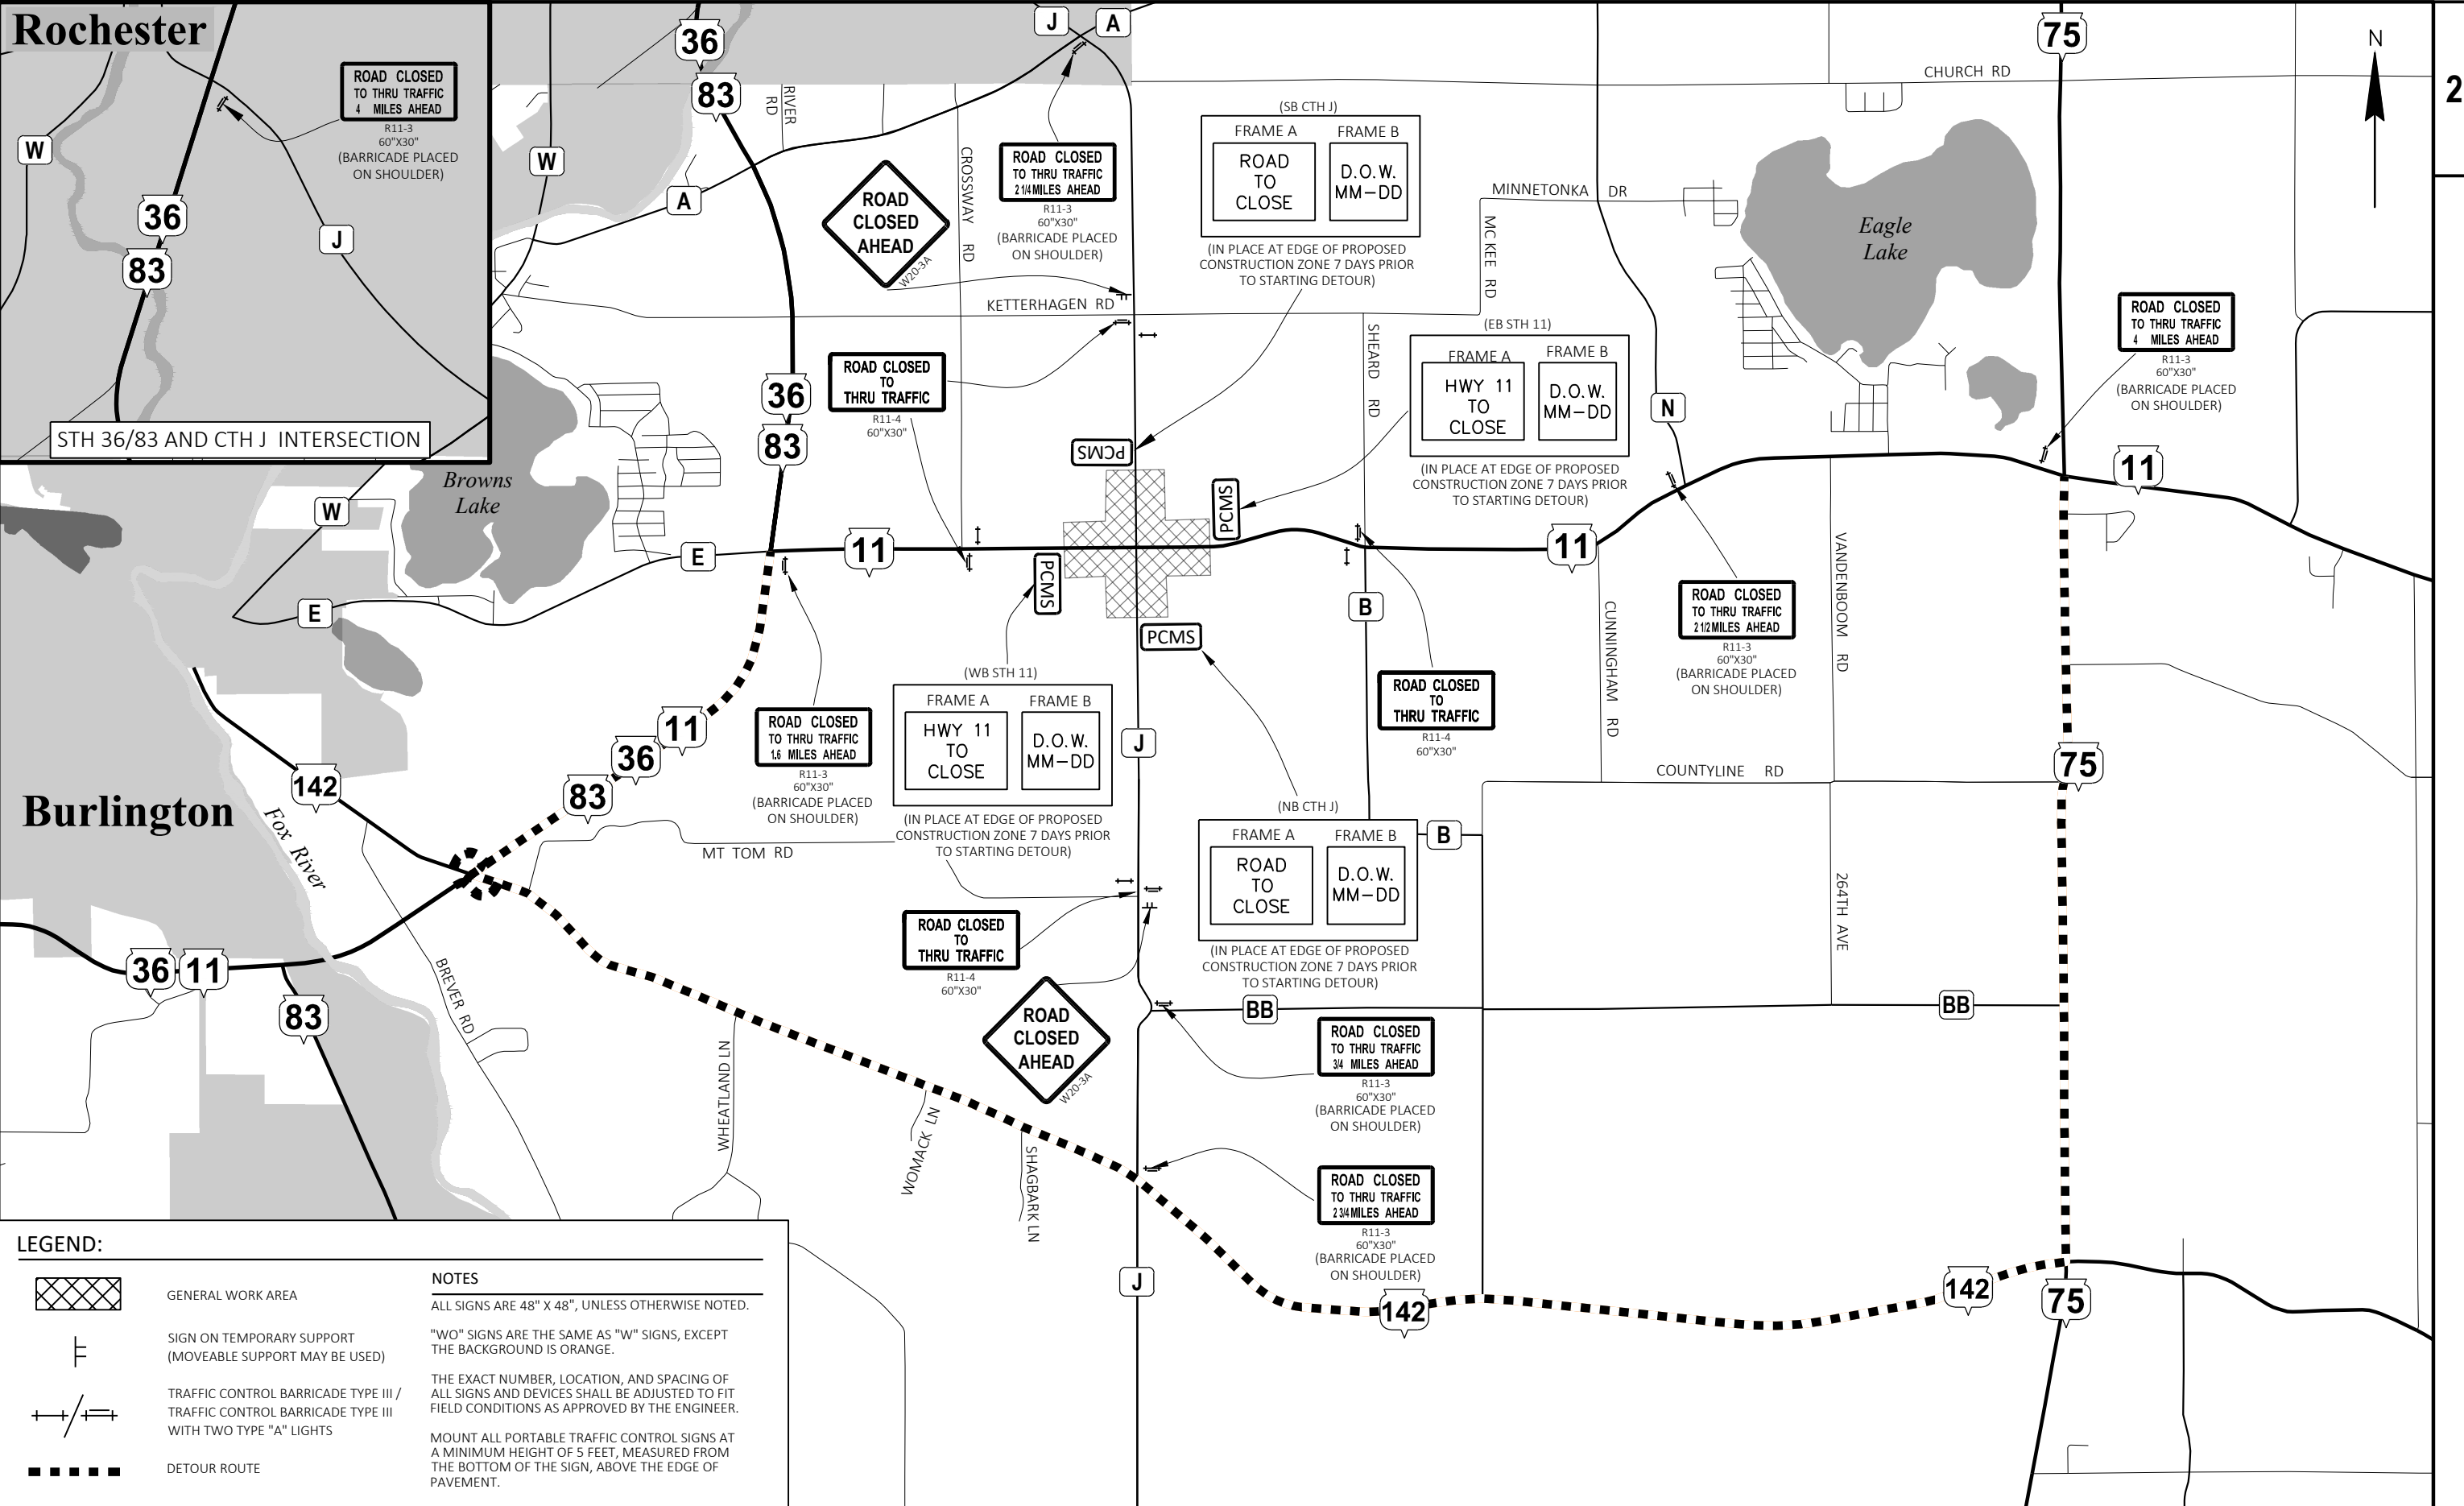 Rochester
ROAD CLOSED
TO THRU TRAFFIC
4 MILES AHEAD
R11-3
60"X30"
(BARRICADE PLACED
ON SHOULDER)
W
36
83
J
STH 36/83 AND CTH J INTERSECTION
36
83
W
A
RIVER RD
J
A
CROSSWAY RD
ROAD
CLOSED
AHEAD
W20-3A
ROAD CLOSED
TO THRU TRAFFIC
2 1/4 MILES AHEAD
R11-3
60"X30"
(BARRICADE PLACED
ON SHOULDER)
(SB CTH J)
FRAME A
FRAME B
ROAD
TO
CLOSE
D.O.W.
MM-DD
(IN PLACE AT EDGE OF PROPOSED
CONSTRUCTION ZONE 7 DAYS PRIOR
TO STARTING DETOUR)
75
CHURCH RD
N
2
MINNETONKA DR
MC KEE RD
Eagle
Lake
KETTERHAGEN RD
SHEARD RD
(EB STH 11)
FRAME A
FRAME B
HWY 11
TO
CLOSE
D.O.W.
MM-DD
(IN PLACE AT EDGE OF PROPOSED
CONSTRUCTION ZONE 7 DAYS PRIOR
TO STARTING DETOUR)
N
ROAD CLOSED
TO THRU TRAFFIC
4 MILES AHEAD
R11-3
60"X30"
(BARRICADE PLACED
ON SHOULDER)
ROAD CLOSED
TO
THRU TRAFFIC
R11-4
60"X30"
36
83
PCMS
PCMS
11
Browns
Lake
W
E
E
11
PCMS
PCMS
B
11
VANDENBOOM RD
CUNNINGHAM RD
ROAD CLOSED
TO THRU TRAFFIC
2 1/2 MILES AHEAD
R11-3
60"X30"
(BARRICADE PLACED
ON SHOULDER)
ROAD CLOSED
TO
THRU TRAFFIC
R11-4
60"X30"
(WB STH 11)
FRAME A
FRAME B
HWY 11
TO
CLOSE
D.O.W.
MM-DD
(IN PLACE AT EDGE OF PROPOSED
CONSTRUCTION ZONE 7 DAYS PRIOR
TO STARTING DETOUR)
ROAD CLOSED
TO THRU TRAFFIC
1.6 MILES AHEAD
R11-3
60"X30"
(BARRICADE PLACED
ON SHOULDER)
11
36
83
142
Burlington
Fox River
J
75
COUNTYLINE RD
MT TOM RD
(NB CTH J)
FRAME A
FRAME B
ROAD
TO
CLOSE
D.O.W.
MM-DD
(IN PLACE AT EDGE OF PROPOSED
CONSTRUCTION ZONE 7 DAYS PRIOR
TO STARTING DETOUR)
B
264TH AVE
ROAD CLOSED
TO
THRU TRAFFIC
R11-4
60"X30"
ROAD
CLOSED
AHEAD
W20-3A
36
11
83
BREVER RD
BB
BB
ROAD CLOSED
TO THRU TRAFFIC
3/4 MILES AHEAD
R11-3
60"X30"
(BARRICADE PLACED
ON SHOULDER)
WHEATLAND LN
WOMACK LN
SHAGBARK LN
ROAD CLOSED
TO THRU TRAFFIC
2 3/4 MILES AHEAD
R11-3
60"X30"
(BARRICADE PLACED
ON SHOULDER)
J
142
142
75
LEGEND:
GENERAL WORK AREA
SIGN ON TEMPORARY SUPPORT
(MOVEABLE SUPPORT MAY BE USED)
TRAFFIC CONTROL BARRICADE TYPE III /
TRAFFIC CONTROL BARRICADE TYPE III
WITH TWO TYPE "A" LIGHTS
DETOUR ROUTE
NOTES
ALL SIGNS ARE 48" X 48", UNLESS OTHERWISE NOTED.
"WO" SIGNS ARE THE SAME AS "W" SIGNS, EXCEPT
THE BACKGROUND IS ORANGE.
THE EXACT NUMBER, LOCATION, AND SPACING OF
ALL SIGNS AND DEVICES SHALL BE ADJUSTED TO FIT
FIELD CONDITIONS AS APPROVED BY THE ENGINEER.
MOUNT ALL PORTABLE TRAFFIC CONTROL SIGNS AT
A MINIMUM HEIGHT OF 5 FEET, MEASURED FROM
THE BOTTOM OF THE SIGN, ABOVE THE EDGE OF
PAVEMENT.